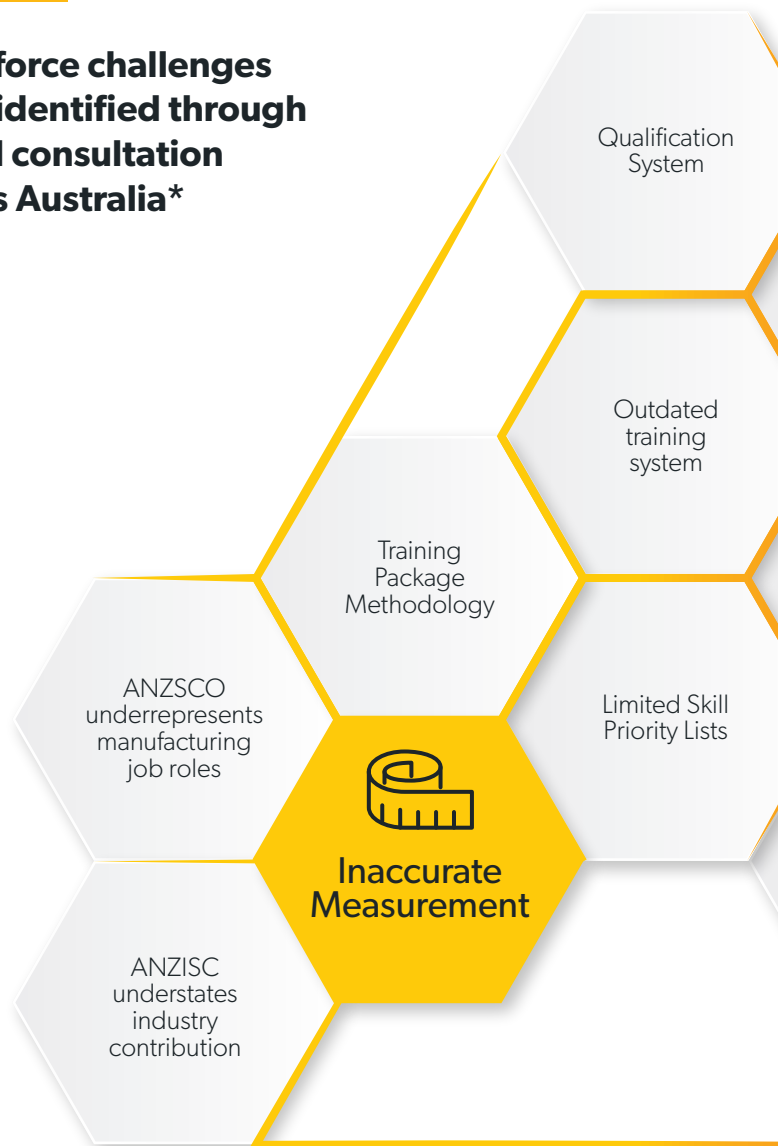 force challenges
identified through
l consultation
s Australia*
Qualification
System
Outdated
training
system
Training
Package
Methodology
ANZSCO
underrepresents
manufacturing
job roles
Limited Skill
Priority Lists
Inaccurate
Measurement
ANZISC
understates
industry
contribution